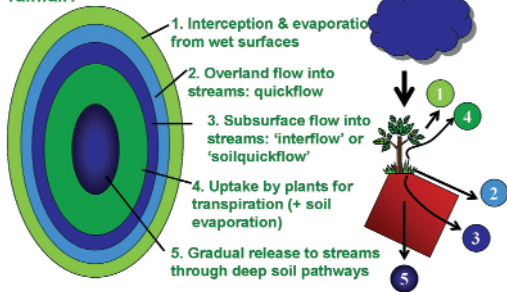 1. Interception & evaporatio
from wet surfaces
2. Overland flow into
streams: quickflow
3. Subsurface flow into
streams: 'interflow' or
'soilquickflow'
4. Uptake by plants for
transpiration (+ soil
evaporation)
5. Gradual release to streams
through deep soil pathways
1
4
2
3
5